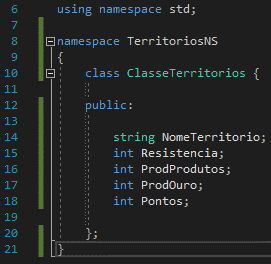 6 using namespace std;
7
8 namespace TerritoriosNS
9 {
10 class ClasseTerritorios {
11
12 public:
13
14 string NomeTerritorio
15 int Resistencia;
16 int ProdProdutos;
17 int ProdOuro;
18 int Pontos;
19
20 };
21 }